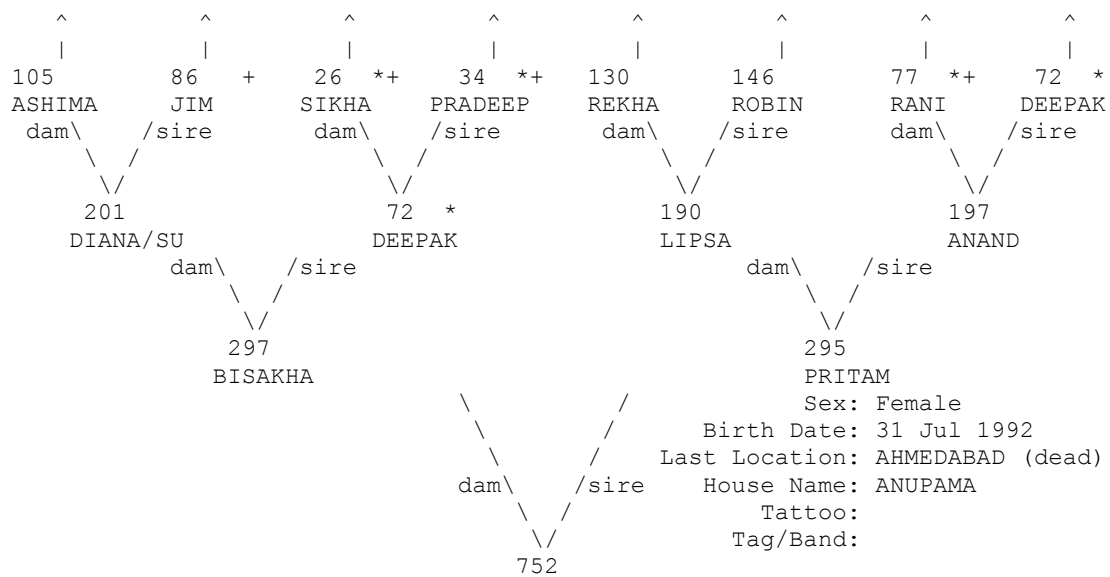 ^ ^ ^ ^ ^ ^ ^ ^
| | | | | | | |
105 86 + 26 *+ 34 *+ 130 146 77 *+ 72 *
ASHIMA JIM SIKHA PRADEEP REKHA ROBIN RANI DEEPAK
dam\ /sire dam\ /sire dam\ /sire dam\ /sire
\ / \ / \ / \ /
\/ \/ \/ \/
201 72 * 190 197
DIANA/SU DEEPAK LIPSA ANAND
dam\ /sire dam\ /sire
\ / \ /
\/ \/
297 295
BISAKHA PRITAM
\ / Sex: Female
\ / Birth Date: 31 Jul 1992
\ / Last Location: AHMEDABAD (dead)
dam\ /sire House Name: ANUPAMA
\ / Tattoo:
\/ Tag/Band:
752